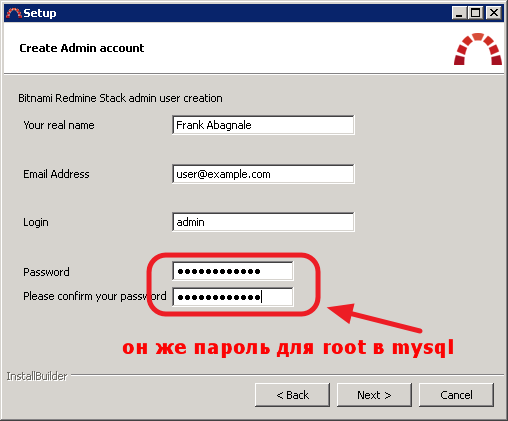 Setup
Create Admin account
Bitnami Redmine Stack admin user creation
Your real name
Frank Abagnale
Email Address
user@example.com
Login
admin
Password
●●●●●●●●●●●●
Please confirm your password
●●●●●●●●●●●●
он же пароль для root в mysql
InstallBuilder
< Back
Next >
Cancel